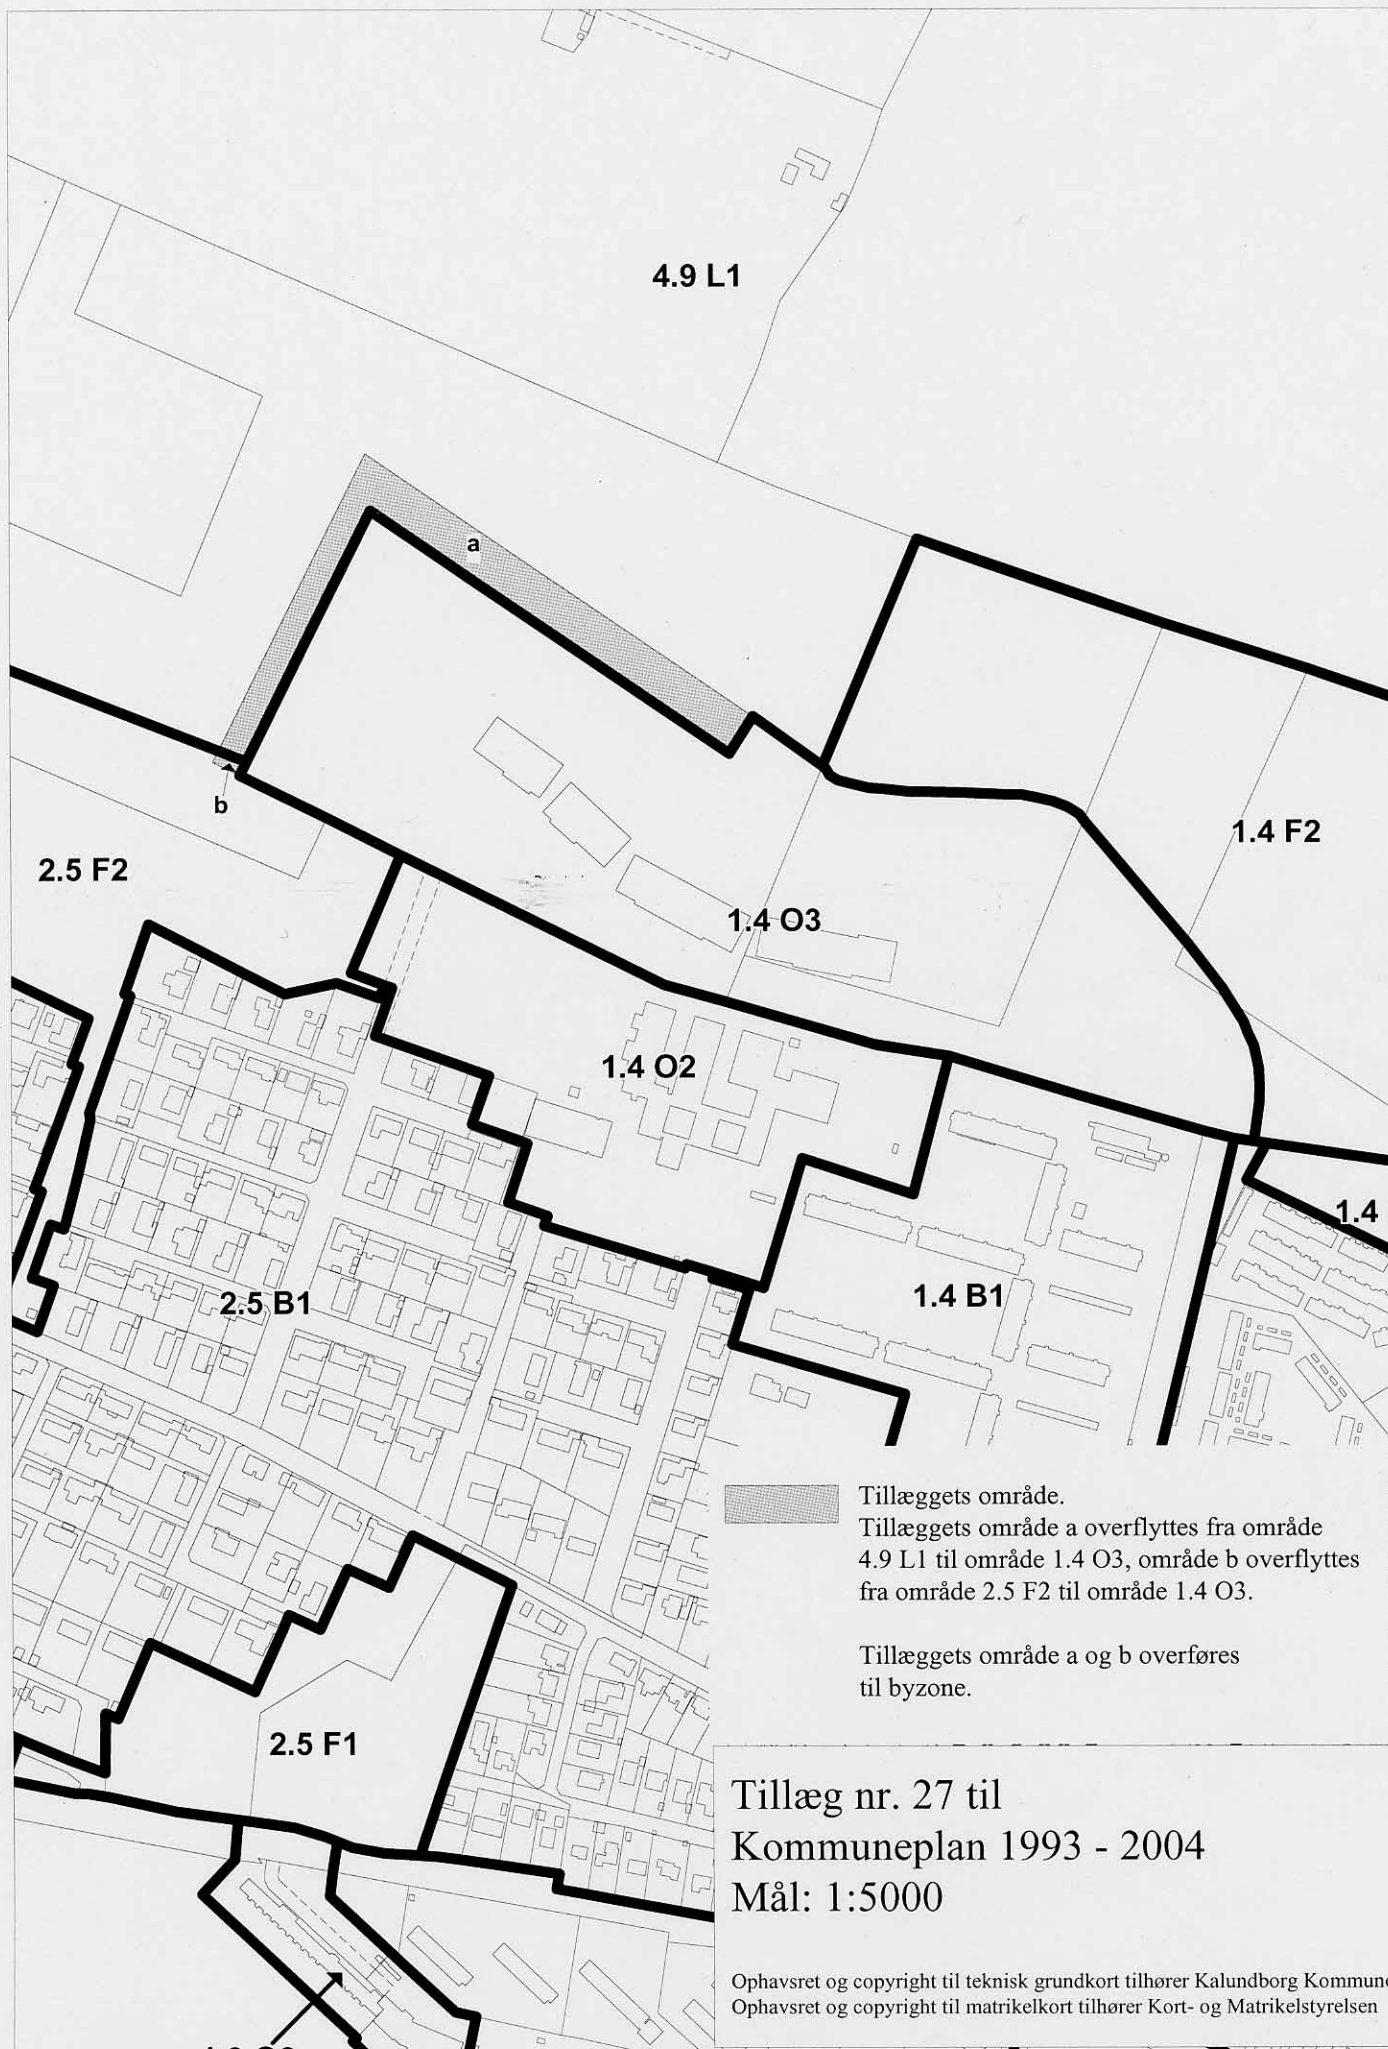 4.9 L1
a
b
1.4 F2
2.5 F2
1.4 O3
1.4 O2
1.4
2.5 B1
1.4 B1
Tillæggets område.
Tillæggets område a overflyttes fra område
4.9 L1 til område 1.4 O3, område b overflyttes
fra område 2.5 F2 til område 1.4 O3.
Tillæggets område a og b overføres
til byzone.
2.5 F1
Tillæg nr. 27 til
Kommuneplan 1993 - 2004
Mål: 1:5000
Ophavsret og copyright til teknisk grundkort tilhører Kalundborg Kommune
Ophavsret og copyright til matrikelkort tilhører Kort- og Matrikelstyrelsen